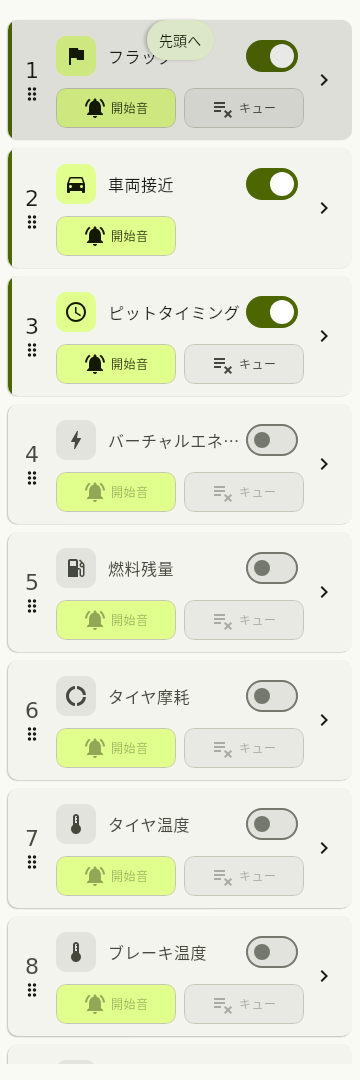 先頭へ
1
フラッグ
開始音
キュー
2
車両接近
開始音
3
ピットタイミング
開始音
キュー
4
バーチャルエネ…
開始音
キュー
5
燃料残量
開始音
キュー
6
タイヤ摩耗
開始音
キュー
7
タイヤ温度
開始音
キュー
8
ブレーキ温度
開始音
キュー